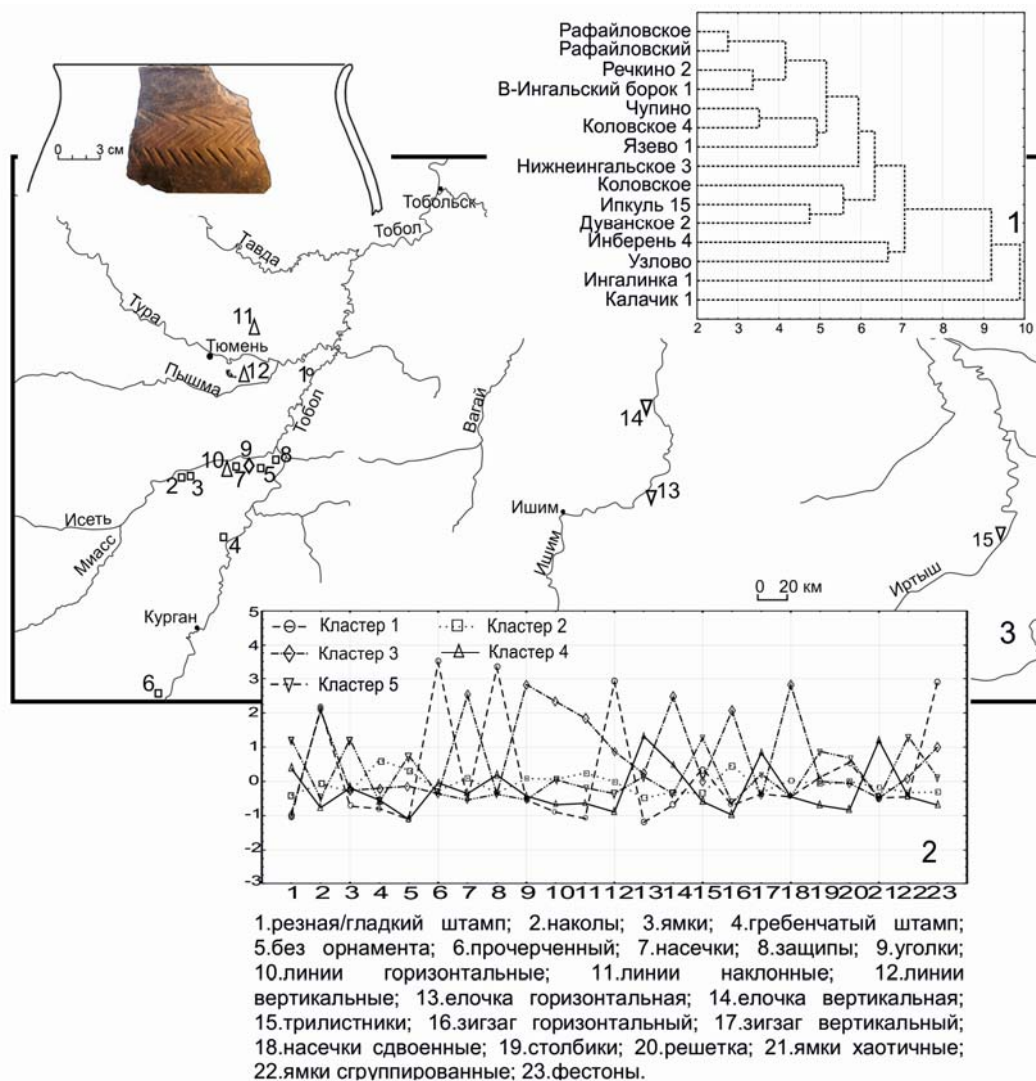 Рафайловское
Рафайловский
Речкино 2
В-Ингальский борок 1
Чупино
Коловское 4
Язево 1
Нижнеингальское 3
Коловское
Ипкуль 15
Дуванское 2
Инберень 4
Узлово
Ингалинка 1
Калачик 1
1
2 3 4 5 6 7 8 9 10
0 3 см
Тобольск
Тобол
Тавда
Тура
11
Тюмень
12
Пышма
1
Тобол
Вагай
14
9
10
8
7
5
2
3
13
Ишим
Исеть
Миасс
4
Ишим
15
Иртыш
0 20 км
Курган
6
3
5
4
3
2
1
0
-1
-2
-3
Кластер 1
Кластер 2
Кластер 3
Кластер 4
Кластер 5
2
1 2 3 4 5 6 7 8 9 10 11 12 13 14 15 16 17 18 19 20 21 22 23
1.резная/гладкий штамп; 2.наколы; 3.ямки; 4.гребенчатый штамп;
5.без орнамента; 6.прочерченный; 7.насечки; 8.защипы; 9.уголки;
10.линии горизонтальные; 11.линии наклонные; 12.линии
вертикальные; 13.елочка горизонтальная; 14.елочка вертикальная;
15.трилистники; 16.зигзаг горизонтальный; 17.зигзаг вертикальный;
18.насечки сдвоенные; 19.столбики; 20.решетка; 21.ямки хаотичные;
22.ямки сгруппированные; 23.фестоны.